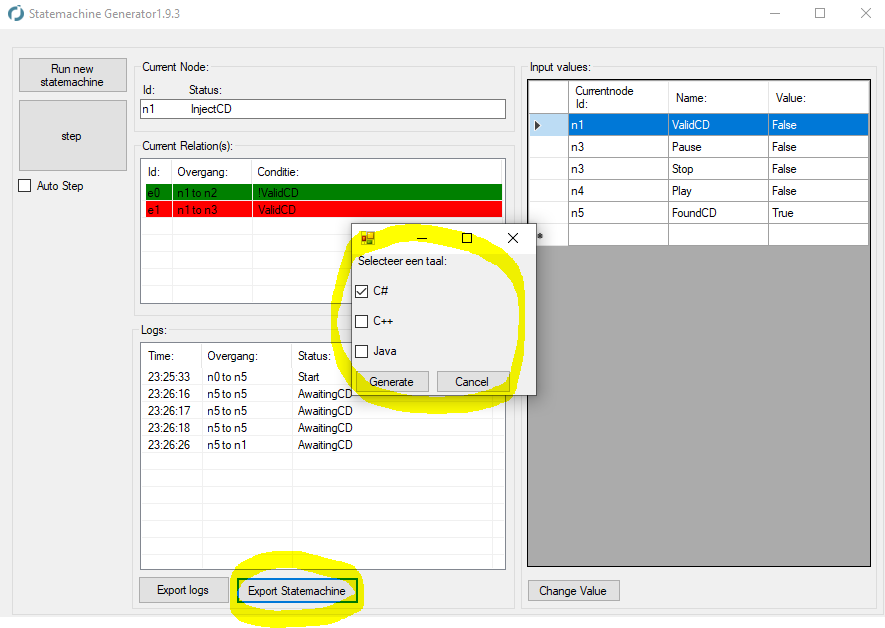 Statemachine Generator1.9.3
Run new
statemachine
step
Auto Step
Current Node:
Id: Status:
n1 InjectCD
Current Relation(s):
Id: Overgang: Conditie:
e0 n1 to n2 !ValidCD
e1 n1 to n3 ValidCD
Logs:
Time: Overgang: Status:
23:25:33 n0 to n5 Start
23:26:16 n5 to n5 AwaitingCD
23:26:17 n5 to n5 AwaitingCD
23:26:18 n5 to n5 AwaitingCD
23:26:26 n5 to n1 AwaitingCD
Export logs
Export Statemachine
Selecteer een taal:
C#
C++
Java
Generate
Cancel
Input values:
Currentnode
Id: Name: Value:
n1 ValidCD False
n3 Pause False
n3 Stop False
n4 Play False
n5 FoundCD True
*
Change Value